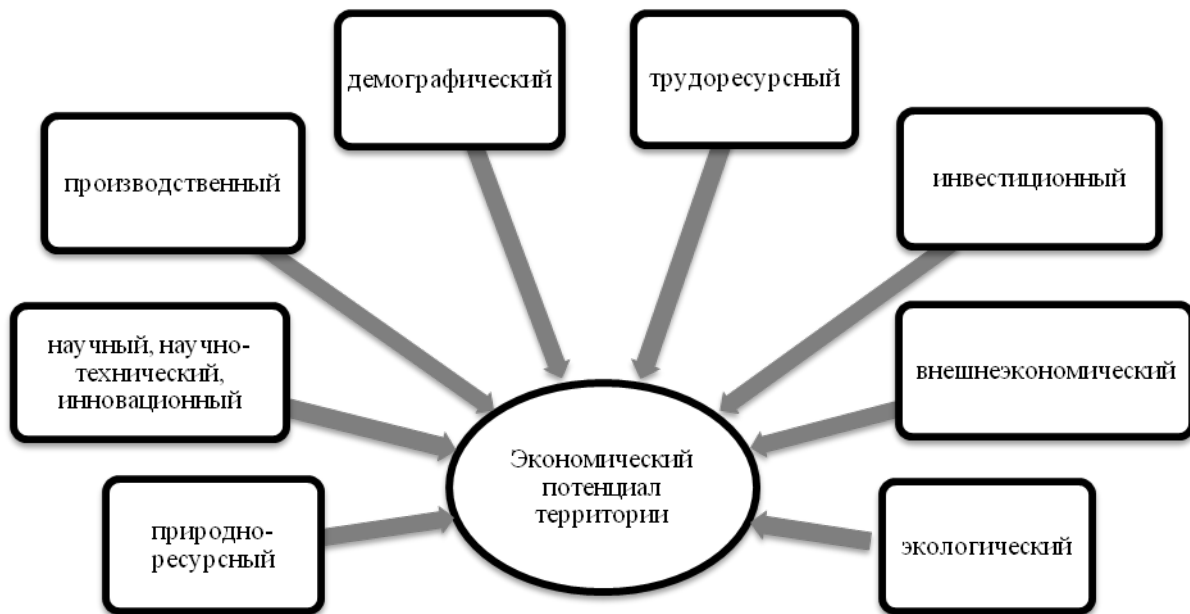 демографический
трудоресурсный
производственный
инвестиционный
научный, научно-
технический,
инновационный
внешнеэкономический
Экономический
потенциал
территории
природно-
ресурсный
экологический